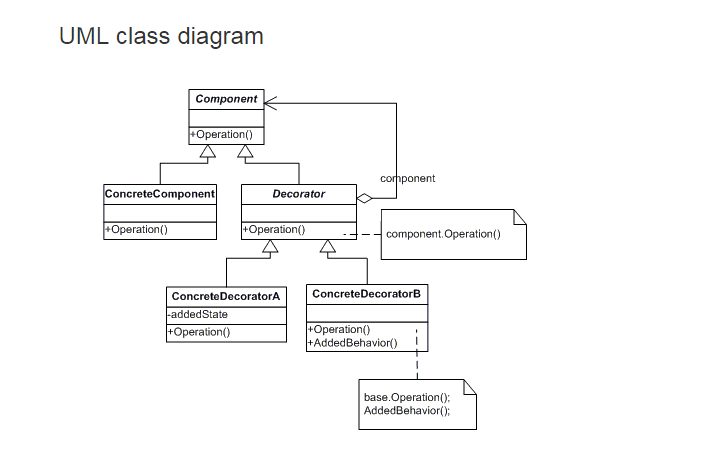 UML class diagram
Component
+Operation()
component
ConcreteComponent
+Operation()
Decorator
+Operation()
component.Operation()
ConcreteDecoratorA
-addedState
+Operation()
ConcreteDecoratorB
+Operation()
+AddedBehavior()
base.Operation();
AddedBehavior();